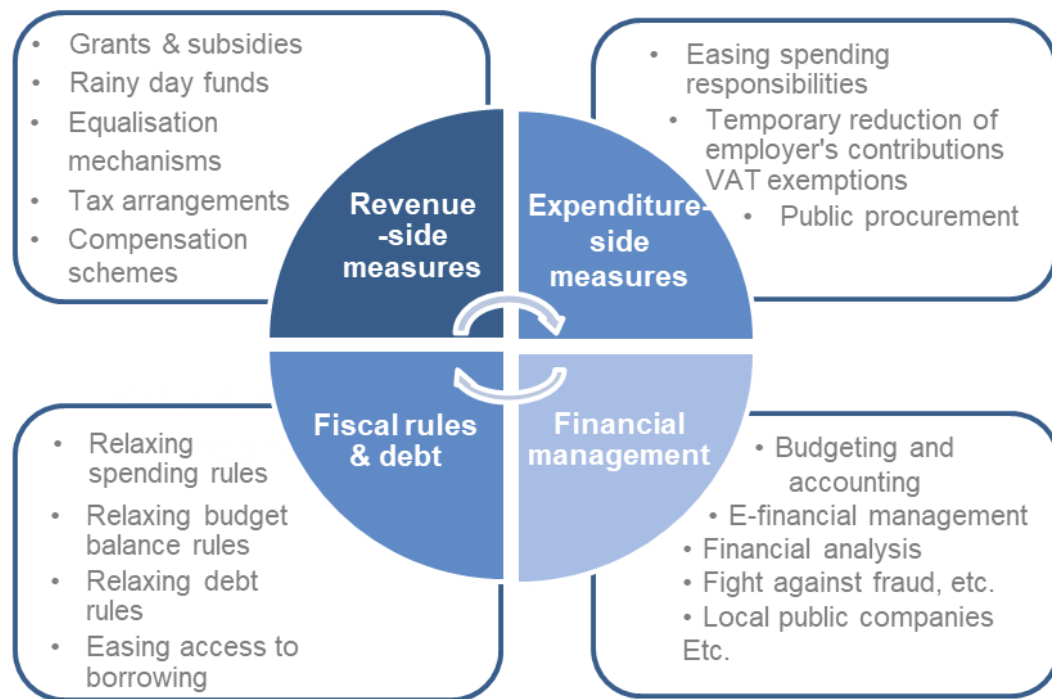 • Grants & subsidies
• Rainy day funds
• Equalisation
mechanisms
• Tax arrangements
• Compensation
schemes
• Easing spending
responsibilities
• Temporary reduction of
employer's contributions
VAT exemptions
• Public procurement
Revenue
-side
measures
Expenditure-
side
measures
Fiscal rules
& debt
Financial
management
• Relaxing
spending rules
• Relaxing budget
balance rules
• Relaxing debt
rules
• Easing access to
borrowing
• Budgeting and
accounting
• E-financial management
• Financial analysis
• Fight against fraud, etc.
• Local public companies
Etc.